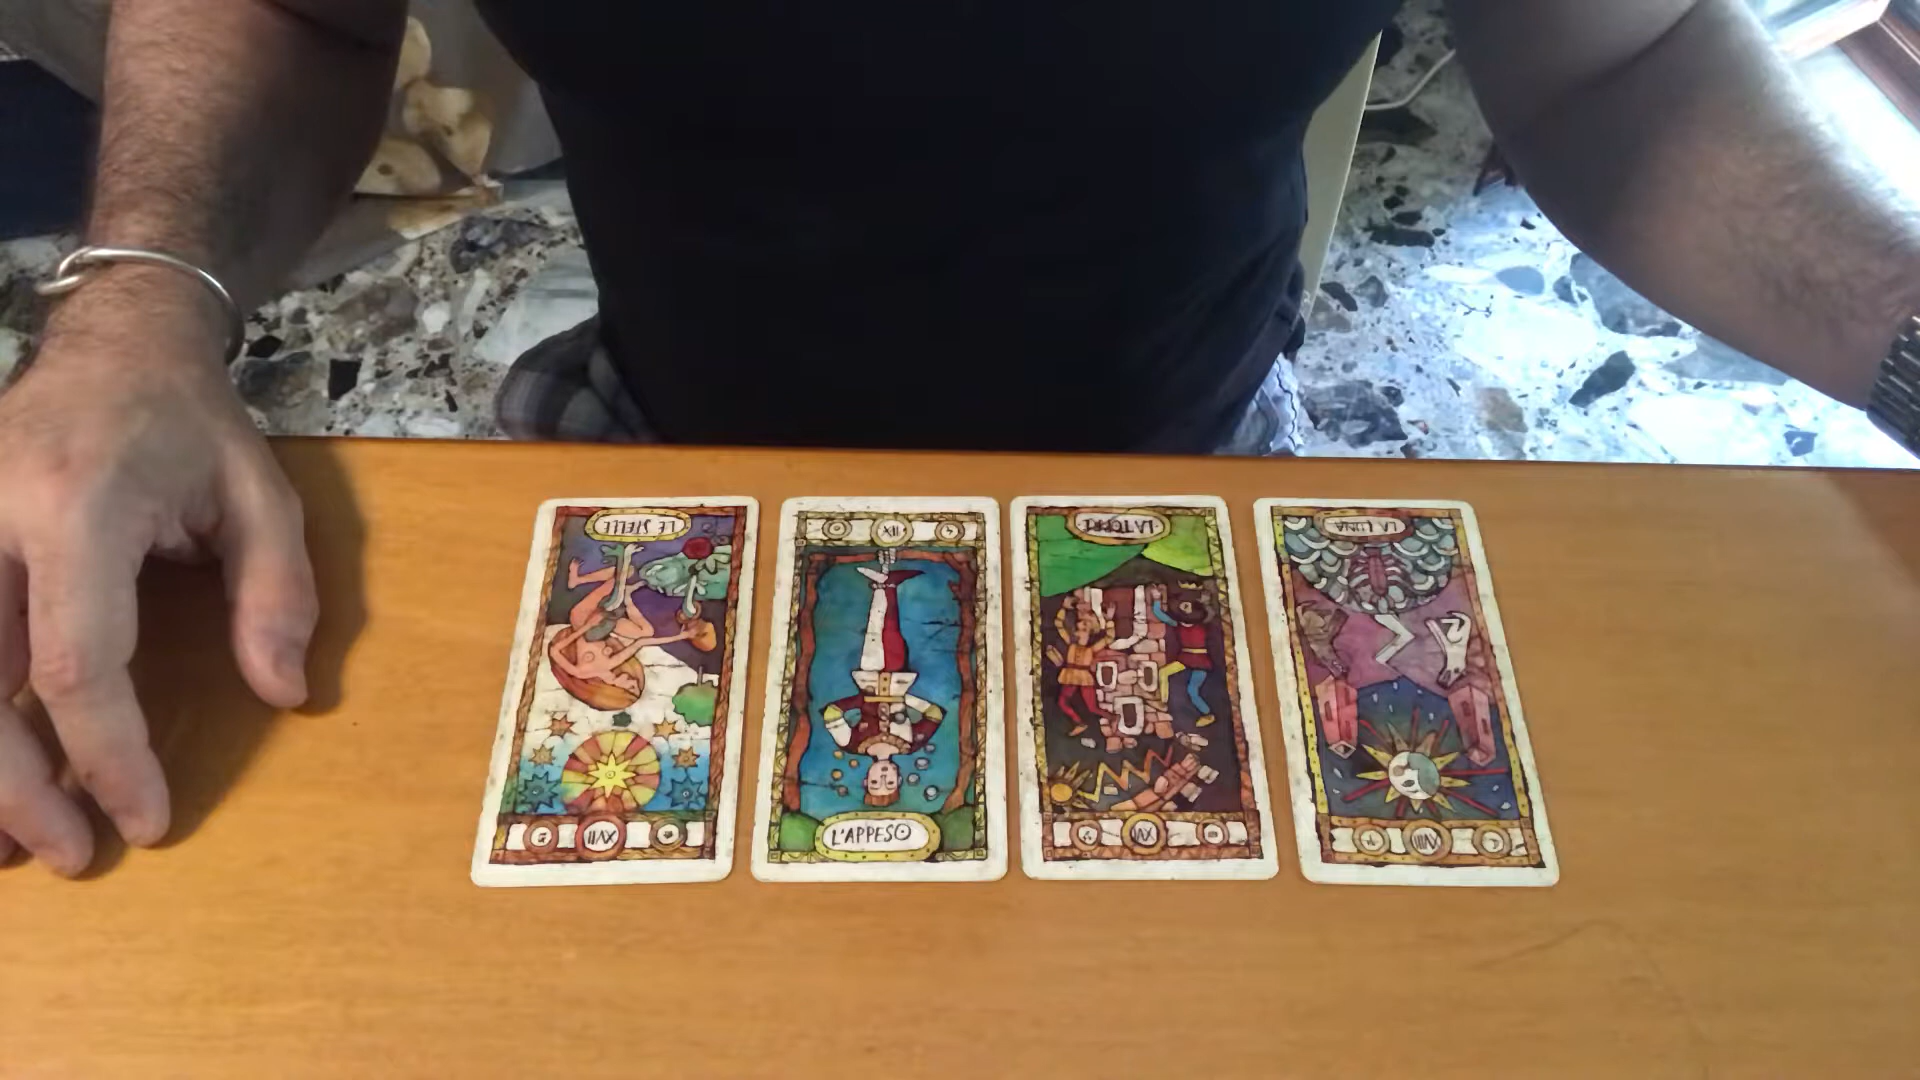 LE STELLE
XVII
XII
L'APPESO
LA TORRE
XVI
LA LUNA
XVIII